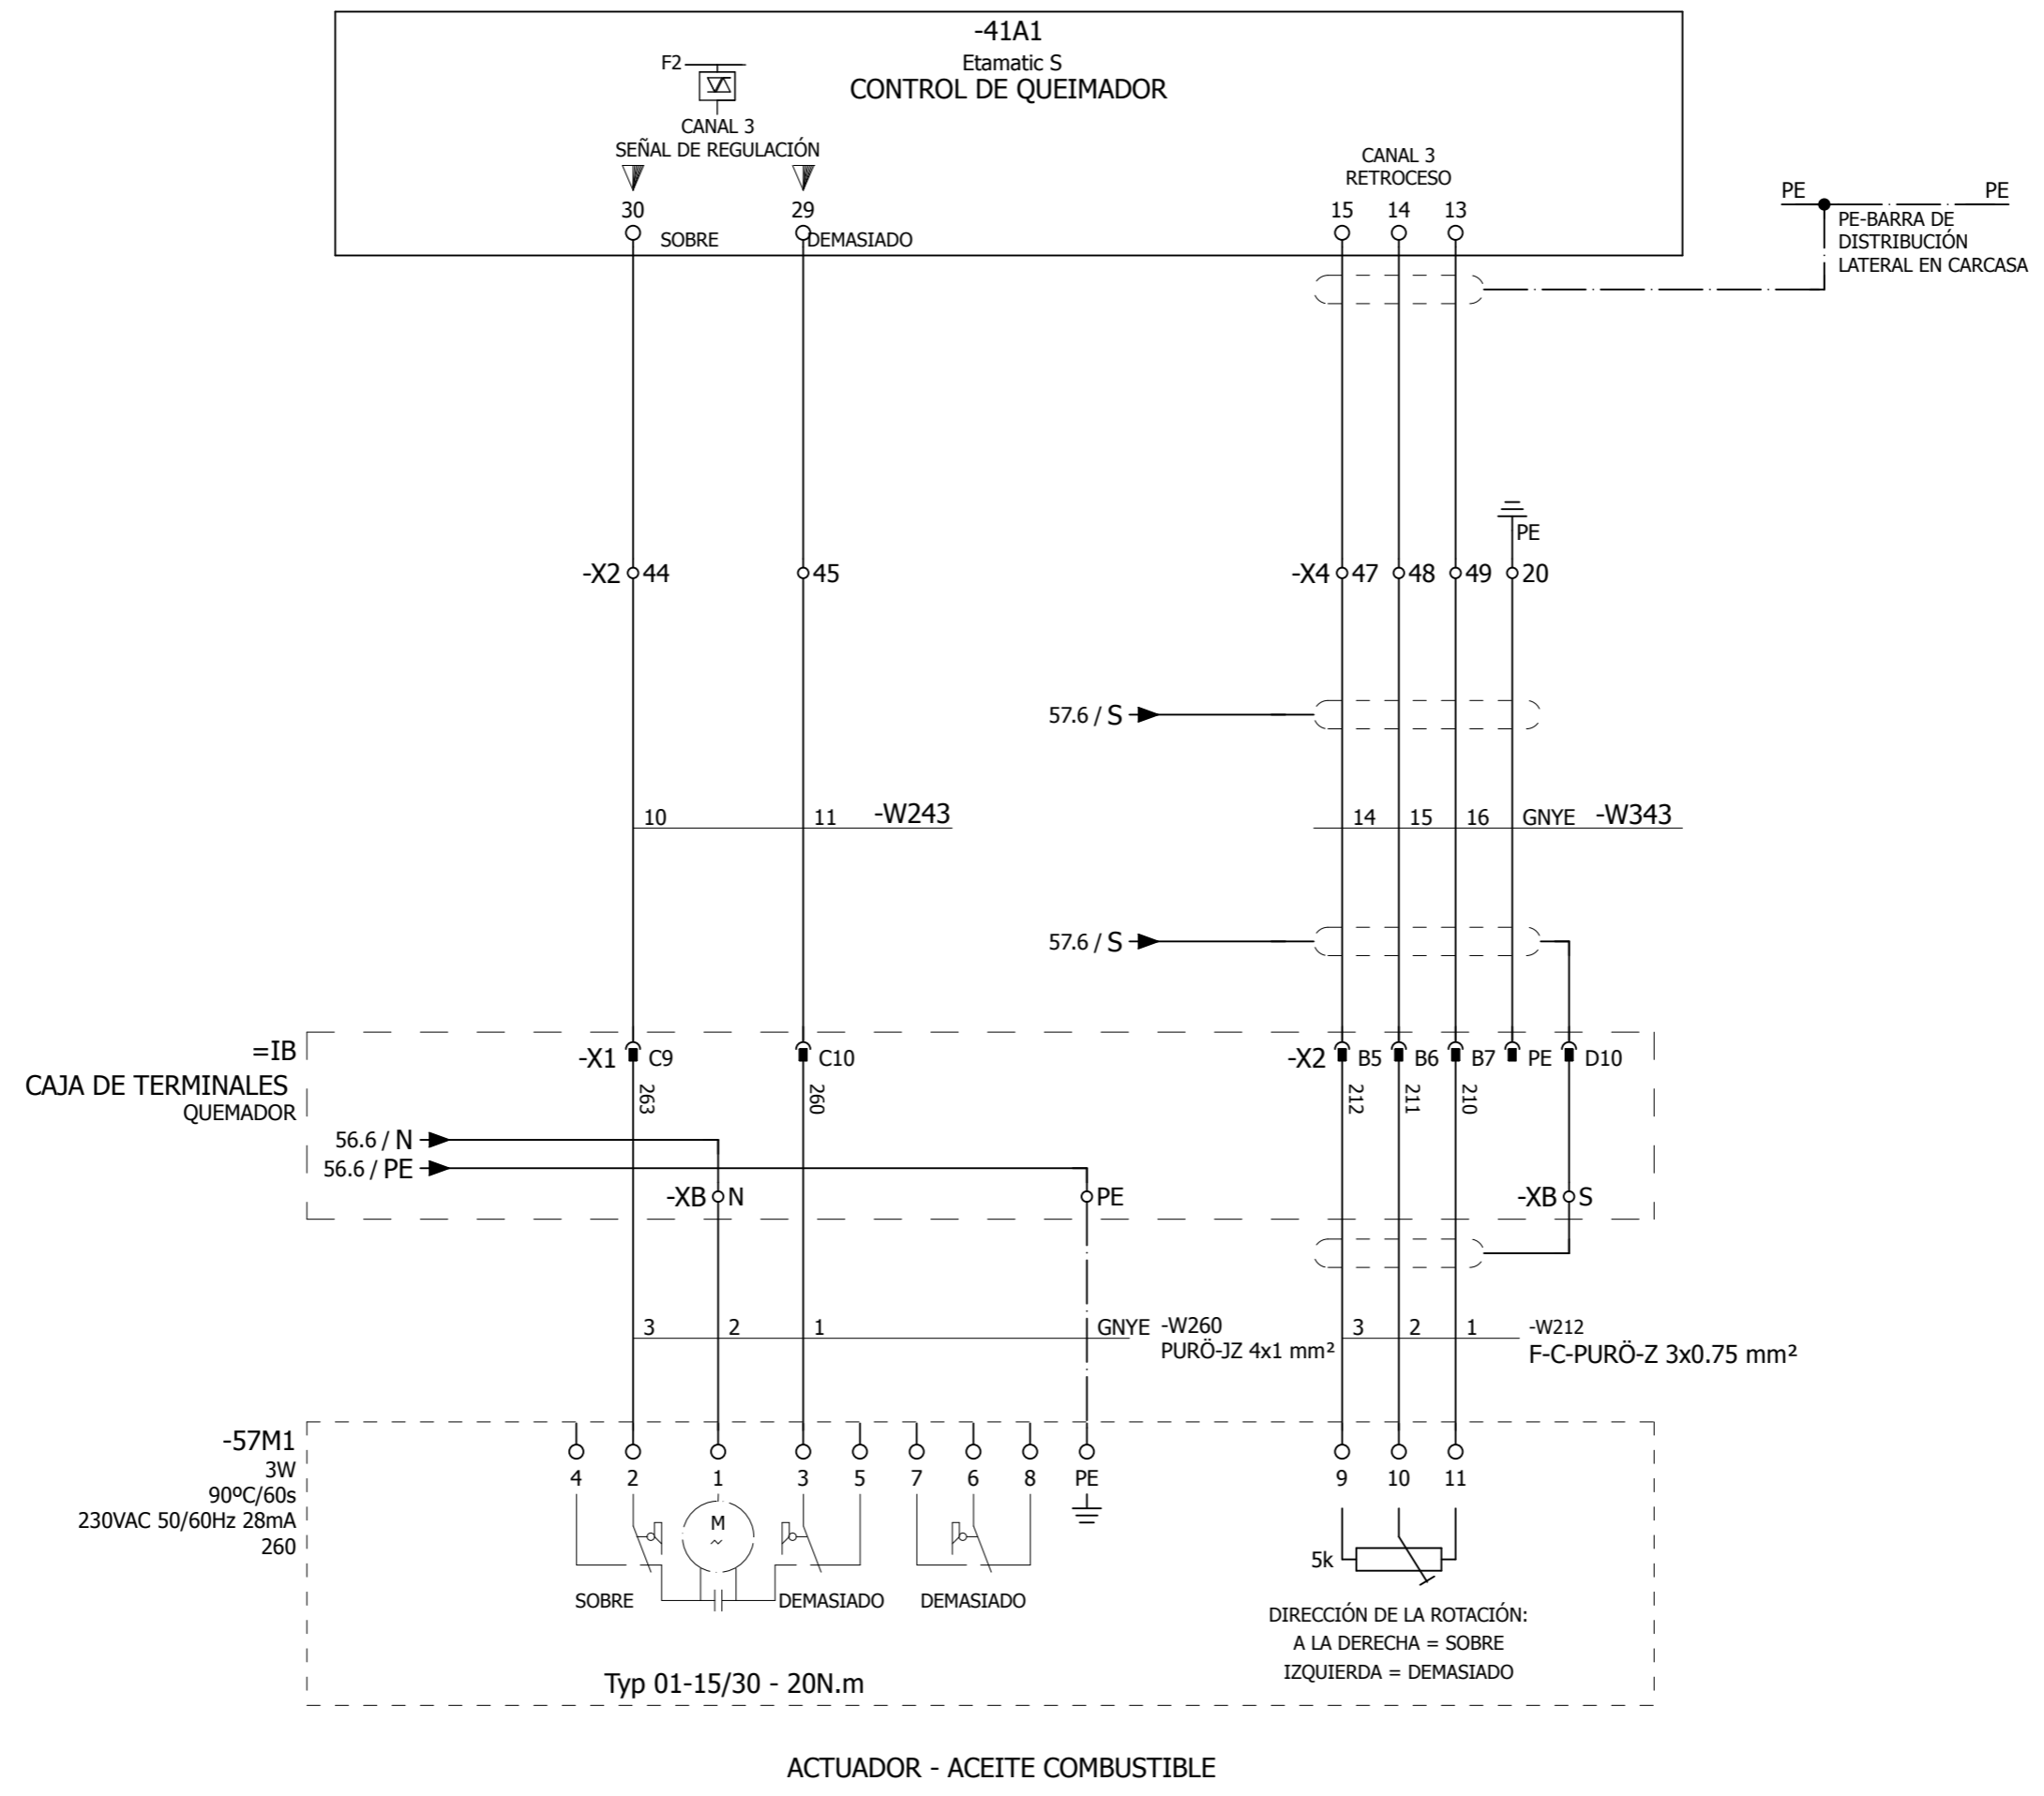 -41A1
Etamatic S
CONTROL DE QUEIMADOR
F2
CANAL 3
SEÑAL DE REGULACIÓN
CANAL 3
RETROCESO
30 29 15 14 13
SOBRE DEMASIADO
PE PE
PE-BARRA DE
DISTRIBUCIÓN
LATERAL EN CARCASA
PE
-X2 44 45 -X4 47 48 49 20
57.6 / S
10 11 -W243 14 15 16 GNYE -W343
57.6 / S
=IB
CAJA DE TERMINALES
QUEMADOR
-X1 C9 C10 -X2 B5 B6 B7 PE D10
263 260 212 211 210
56.6 / N
56.6 / PE
-XB N PE -XB S
3 2 1 GNYE -W260
PURÖ-JZ 4x1 mm²
3 2 1 -W212
F-C-PURÖ-Z 3x0.75 mm²
-57M1
3W
90ºC/60s
230VAC 50/60Hz 28mA
260
4 2 1 3 5 7 6 8 PE 9 10 11
M
~
5k
SOBRE DEMASIADO DEMASIADO
DIRECCIÓN DE LA ROTACIÓN:
A LA DERECHA = SOBRE
IZQUIERDA = DEMASIADO
Typ 01-15/30 - 20N.m
ACTUADOR - ACEITE COMBUSTIBLE